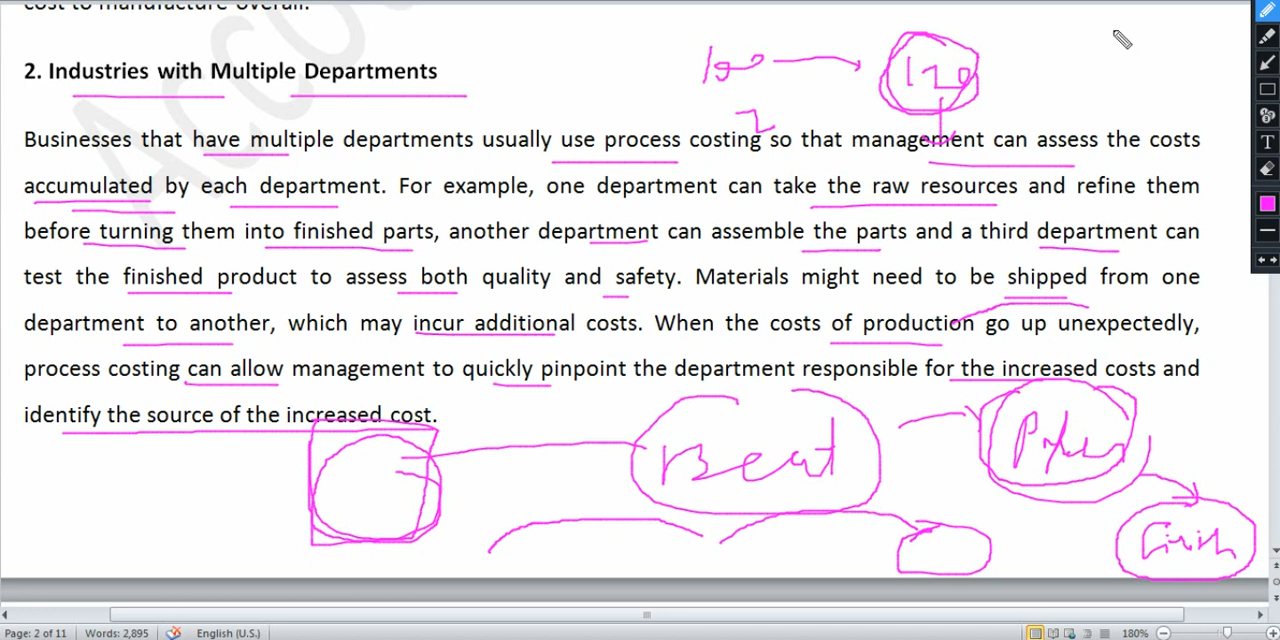 cost to manufacture overall.
100 120
2. Industries with Multiple Departments
2
Businesses that have multiple departments usually use process costing so that management can assess the costs
accumulated by each department. For example, one department can take the raw resources and refine them
before turning them into finished parts, another department can assemble the parts and a third department can
test the finished product to assess both quality and safety. Materials might need to be shipped from one
department to another, which may incur additional costs. When the costs of production go up unexpectedly,
process costing can allow management to quickly pinpoint the department responsible for the increased costs and
identify the source of the increased cost.
Finish
Page: 2 of 11 Words: 2,895 English (U.S.) 180%